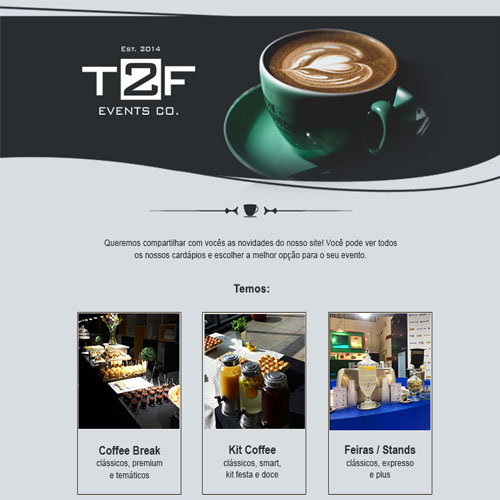 EST. 2014
T2F
EVENTS CO.
Queremos compartilhar com vocês as novidades do nosso site! Você pode ver todos
os nossos cardápios e escolher a melhor opção para o seu evento.
Temos:
Coffee Break
clássicos, premium
e temáticos
Kit Coffee
clássicos, smart,
kit festa e doce
Feiras / Stands
clássicos, expresso
e plus